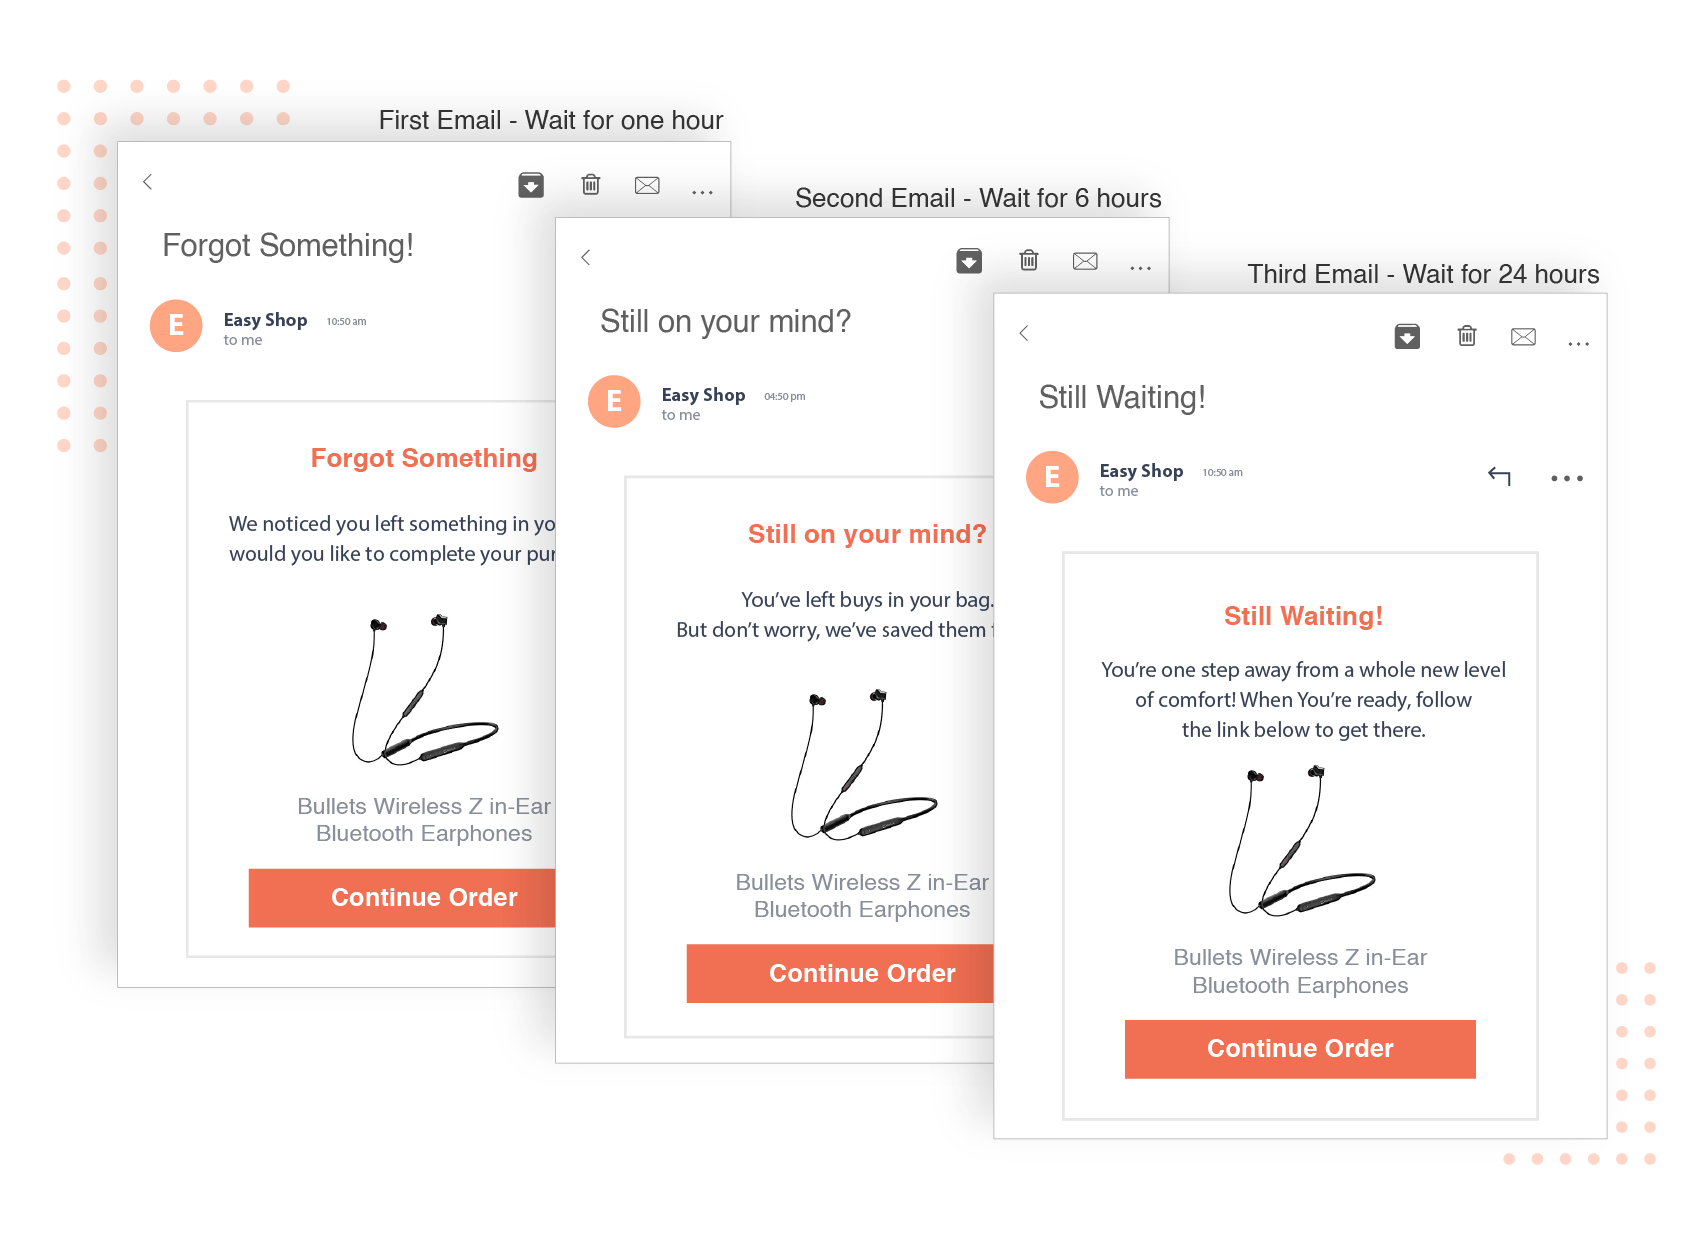 First Email - Wait for one hour
Forgot Something!
E
Easy Shop 10:50 am
to me
Forgot Something
We noticed you left something in
would you like to complete your
Bullets Wireless Z in-Ear
Bluetooth Earphones
Continue Order
Second Email - Wait for 6 hours
Still on your mind?
E
Easy Shop 04:50 pm
to me
Still on your mind?
You’ve left buys in your bag.
But don’t worry, we’ve saved them
Bullets Wireless Z in-Ear
Bluetooth Earphones
Continue Order
Third Email - Wait for 24 hours
Still Waiting!
E
Easy Shop 10:50 am
to me
Still Waiting!
You’re one step away from a whole new level
of comfort! When You’re ready, follow
the link below to get there.
Bullets Wireless Z in-Ear
Bluetooth Earphones
Continue Order